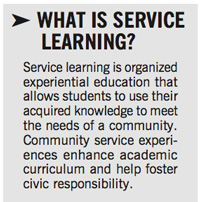 ➤ WHAT IS SERVICE
LEARNING?
Service learning is organized
experiential education that
allows students to use their
acquired knowledge to meet
the needs of a community.
Community service experi-
ences enhance academic
curriculum and help foster
civic responsibility.